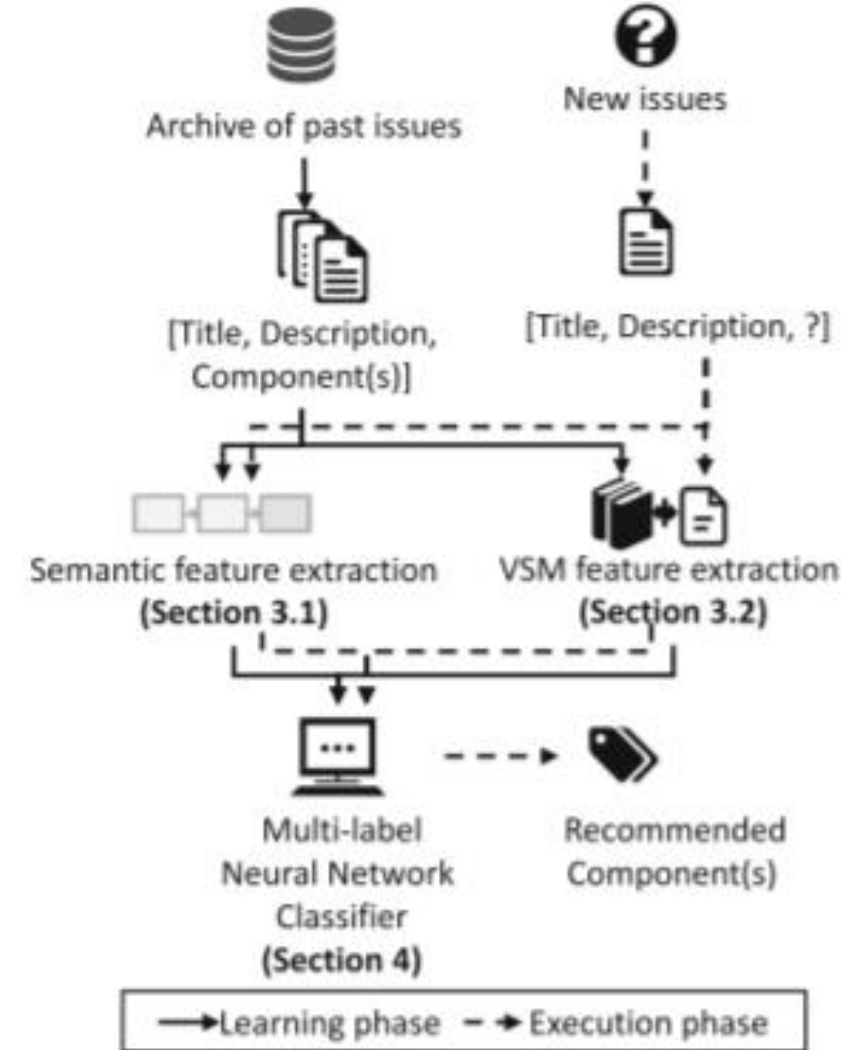 Archive of past issues
New issues
[Title, Description,
Component(s)]
[Title, Description, ?]
Semantic feature extraction
(Section 3.1)
VSM feature extraction
(Section 3.2)
Multi-label
Neural Network
Classifier
(Section 4)
Recommended
Component(s)
Learning phase
Execution phase